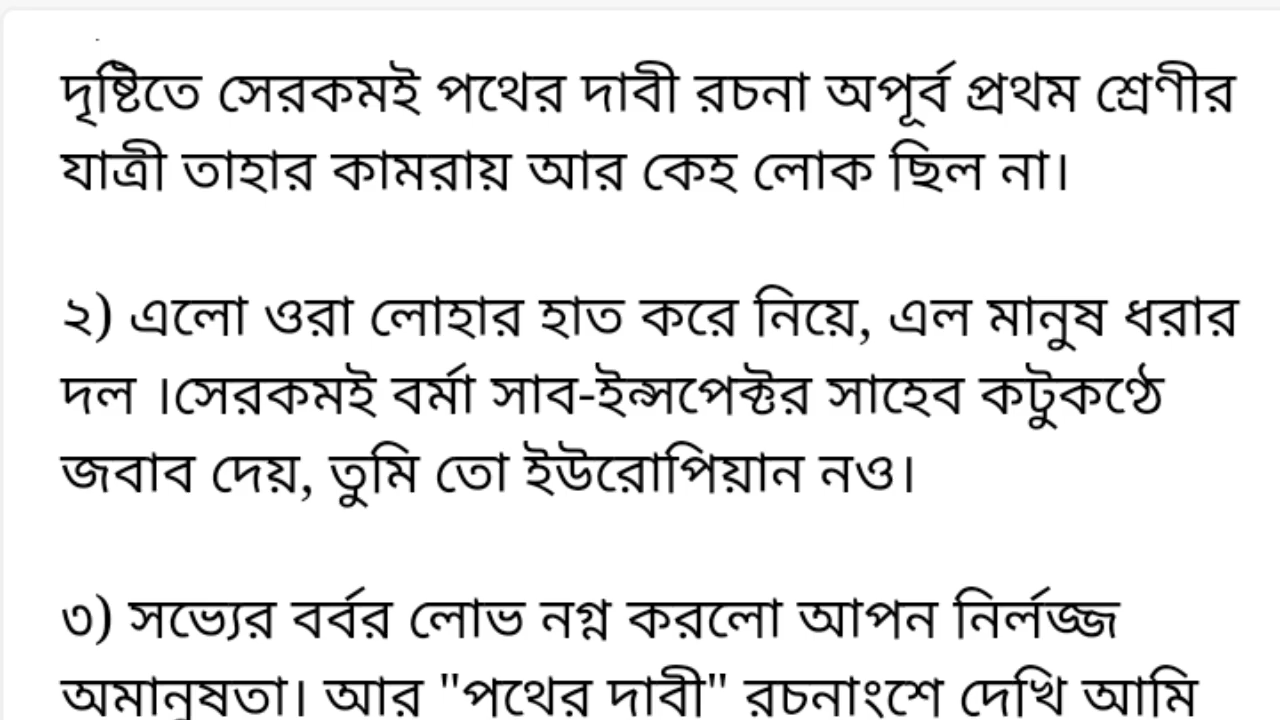 দৃষ্টিতে সেরকমই পথের দাবী রচনা অপূর্ব প্রথম শ্রেণীর
যাত্রী তাহার কামরায় আর কেহ লোক ছিল না।
২) এলো ওরা লোহার হাত করে নিয়ে, এল মানুষ ধরার
দল ।সেরকমই বর্মা সাব-ইন্সপেক্টর সাহেব কটুকণ্ঠে
জবাব দেয়, তুমি তো ইউরোপিয়ান নও।
৩) সভ্যের বর্বর লোভ নগ্ন করলো আপন নির্লজ্জ
অমানুষতা। আর "পথের দাবী" রচনাংশে দেখি আমি